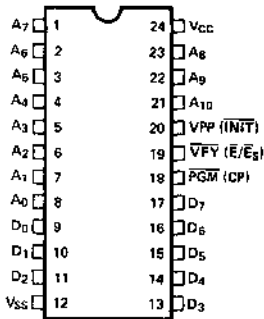 A7 1 24 VCC
A6 2 23 A8
A5 3 22 A9
A4 4 21 A10
A3 5 20 VPP (INIT)
A2 6 19 VFY (E/ES)
A1 7 18 PGM (CP)
A0 8 17 D7
D0 9 16 D6
D1 10 15 D5
D2 11 14 D4
VSS 12 13 D3